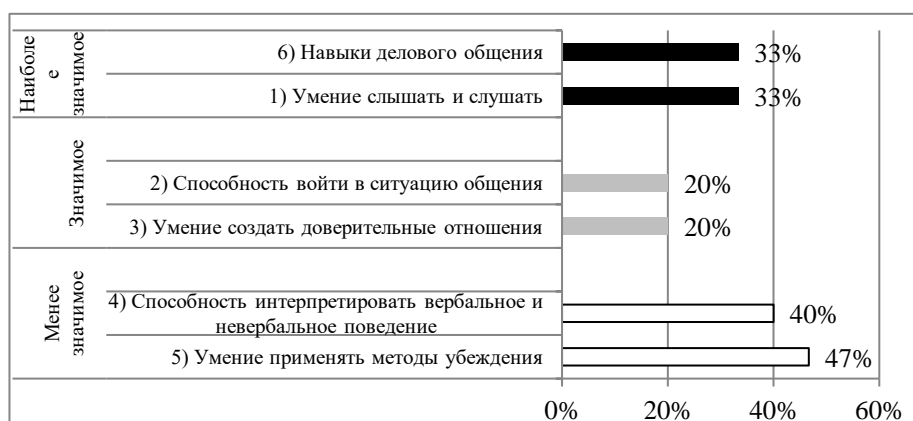 Наиболе
е
значимое
6) Навыки делового общения
33%
1) Умение слышать и слушать
33%
Значимое
2) Способность войти в ситуацию общения
20%
3) Умение создать доверительные отношения
20%
Менее
значимое
4) Способность интерпретировать вербальное и
невербальное поведение
40%
5) Умение применять методы убеждения
47%
0%
20%
40%
60%